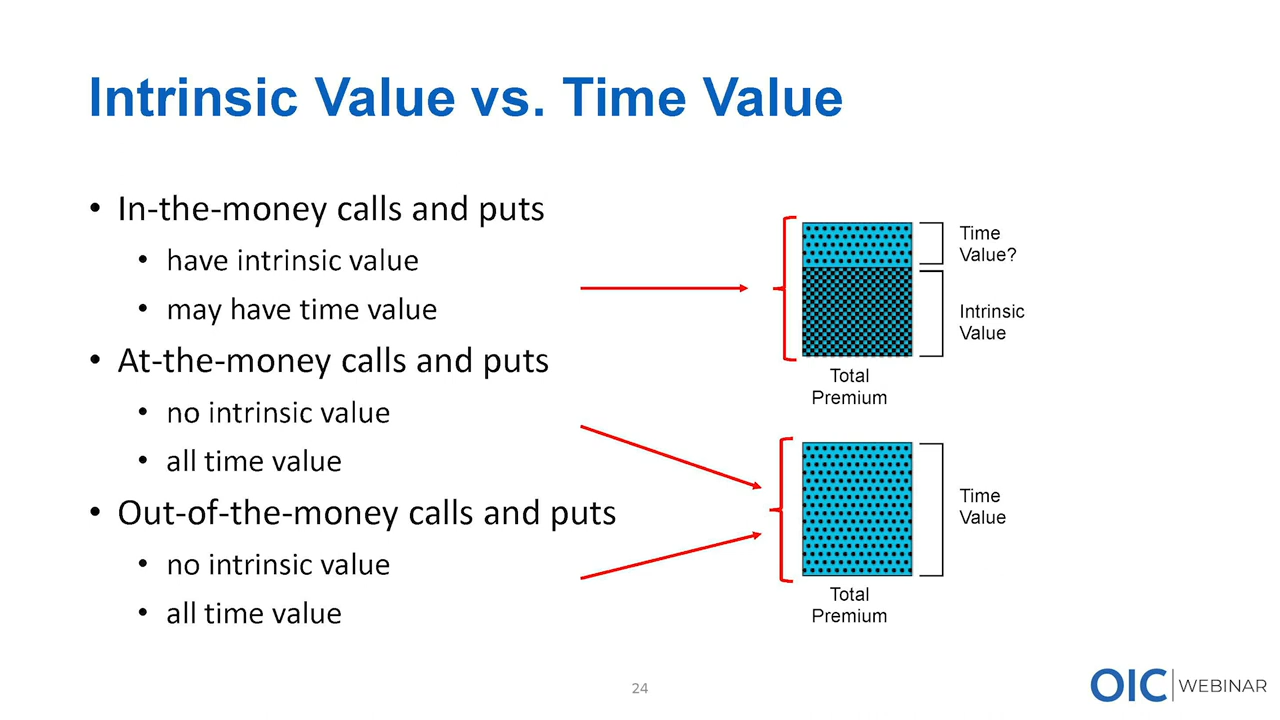 Intrinsic Value vs. Time Value
• In-the-money calls and puts
• have intrinsic value
• may have time value
• At-the-money calls and puts
• no intrinsic value
• all time value
• Out-of-the-money calls and puts
• no intrinsic value
• all time value
Time
Value?
Intrinsic
Value
Total
Premium
Time
Value
Total
Premium
24
OIC WEBINAR